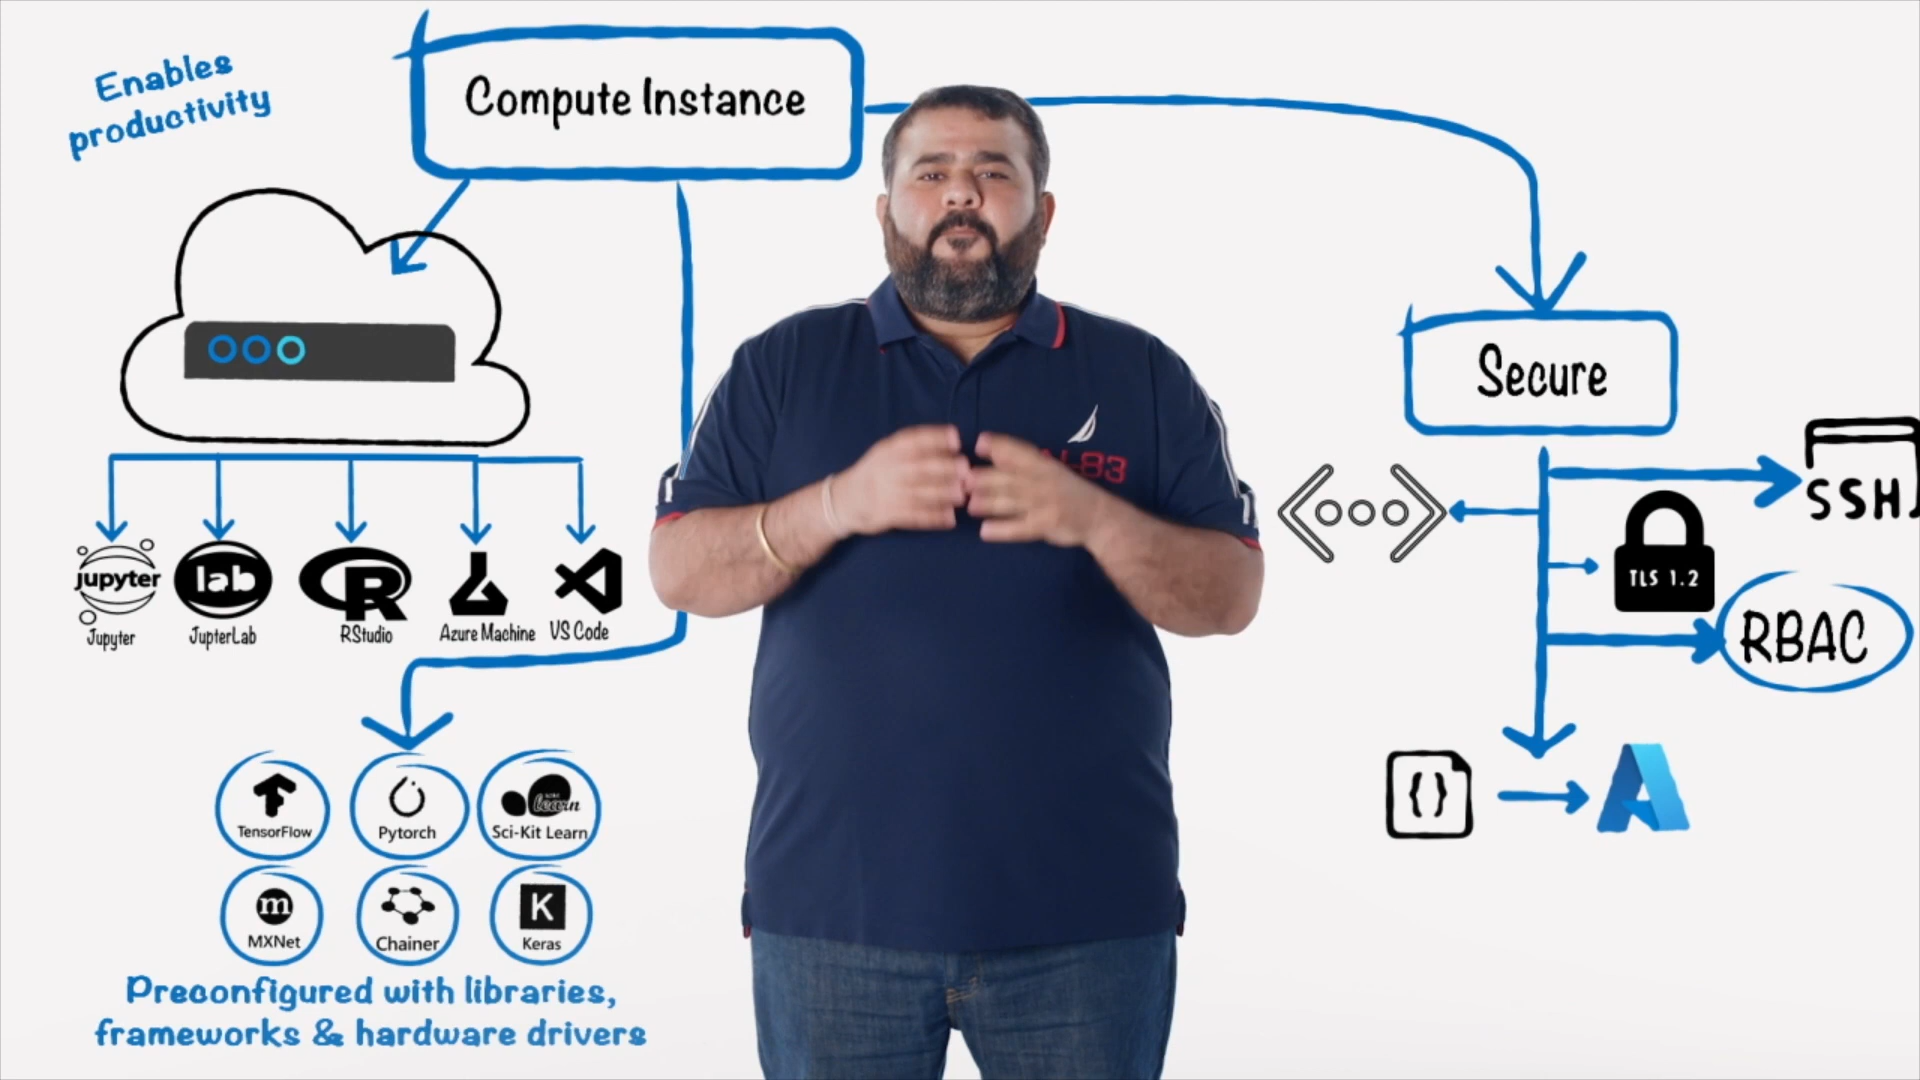 Enables
productivity
Compute Instance
Secure
SSH
TLS 1.2
RBAC
N-83
jupyter
lab
R
Jupyter
JupterLab
RStudio
Azure Machine
VS Code
TensorFlow
Pytorch
learn
Sci-Kit Learn
m
MXNet
Chainer
K
Keras
Preconfigured with libraries,
frameworks & hardware drivers